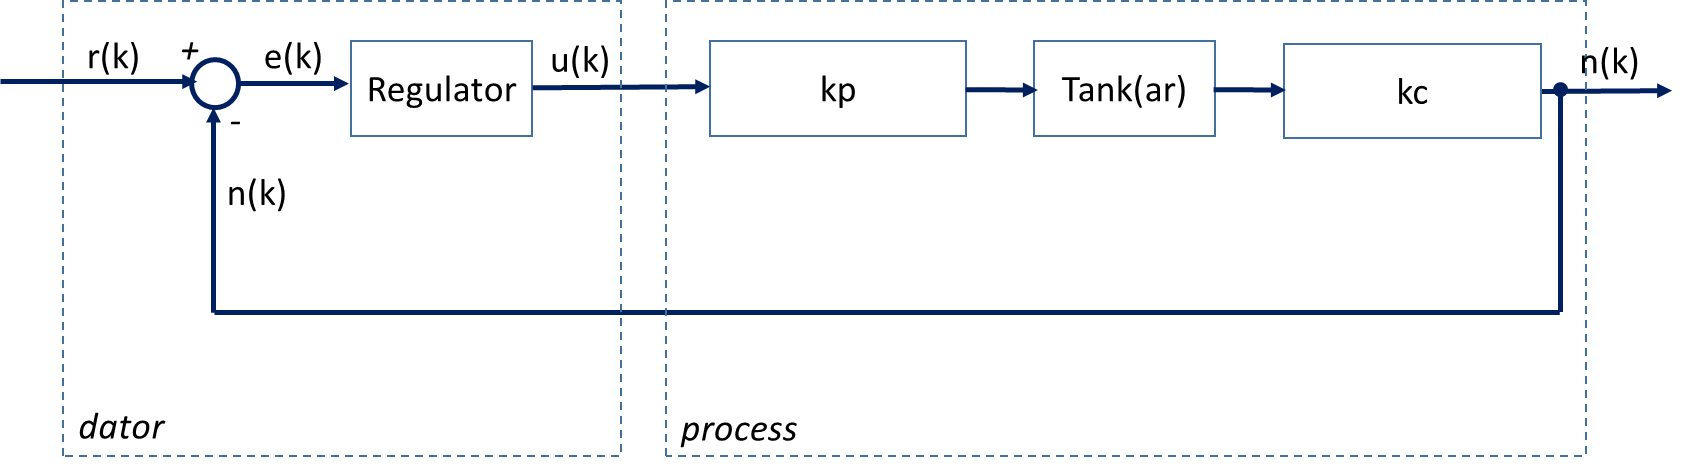 r(k)
+
e(k)
Regulator
u(k)
kp
Tank(ar)
kc
n(k)
-
n(k)
dator
process